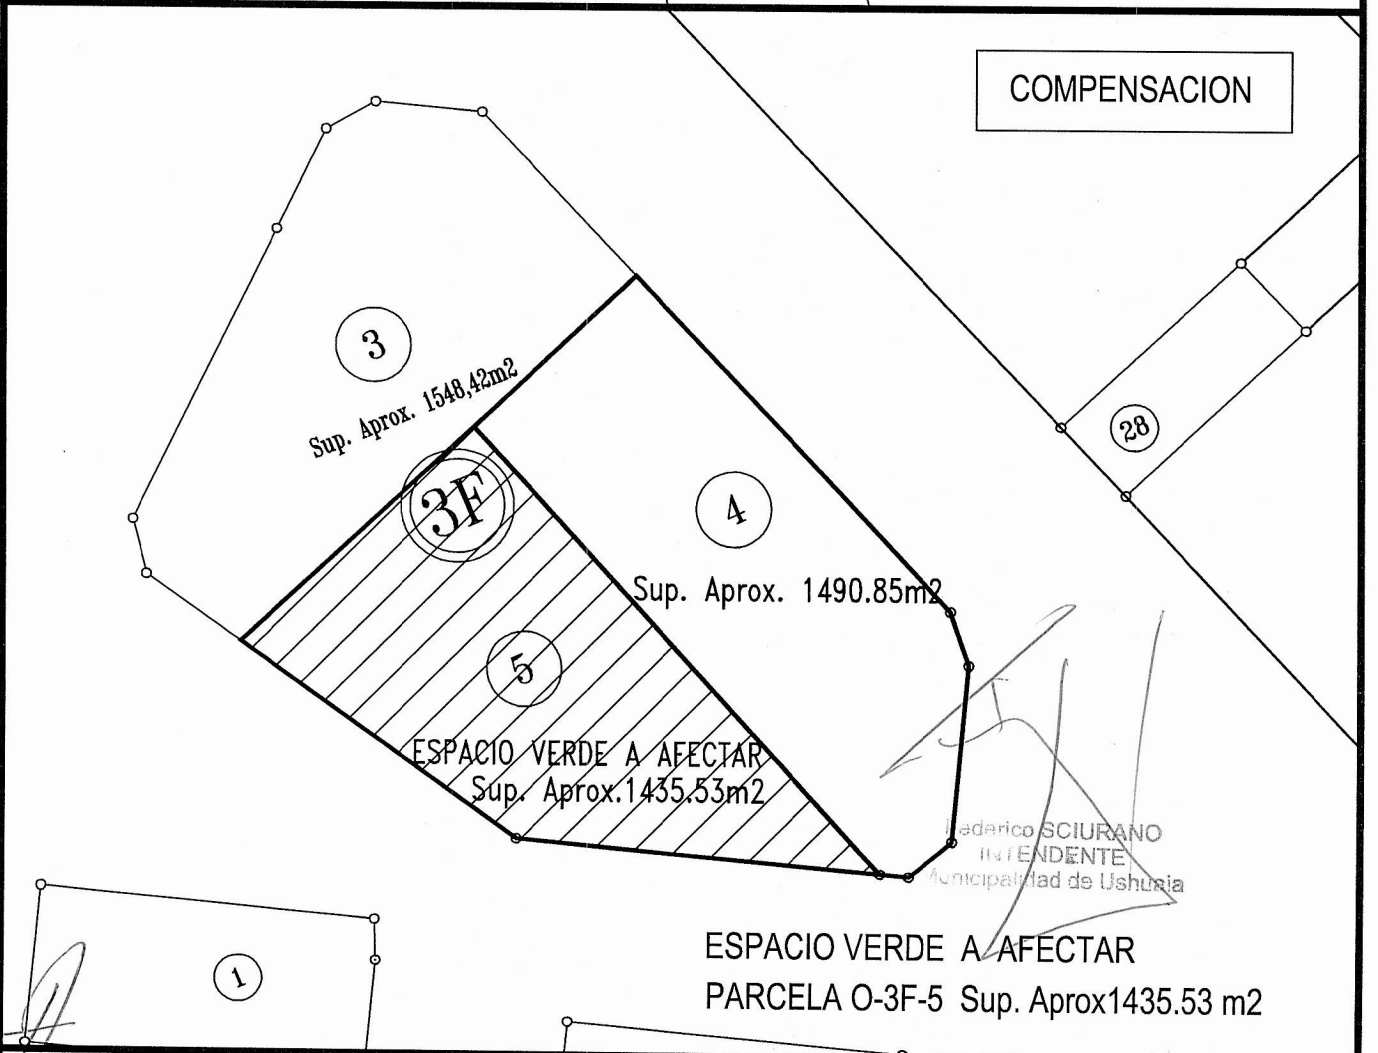 COMPENSACION
3
Sup. Aprox. 1548,42m2
28
3F
4
Sup. Aprox. 1490.85m2
5
ESPACIO VERDE A AFECTAR
Sup. Aprox.1435.53m2
Federico SCIURANO
INTENDENTE
Municipalidad de Ushuaia
ESPACIO VERDE A AFECTAR
PARCELA O-3F-5 Sup. Aprox1435.53 m2
1